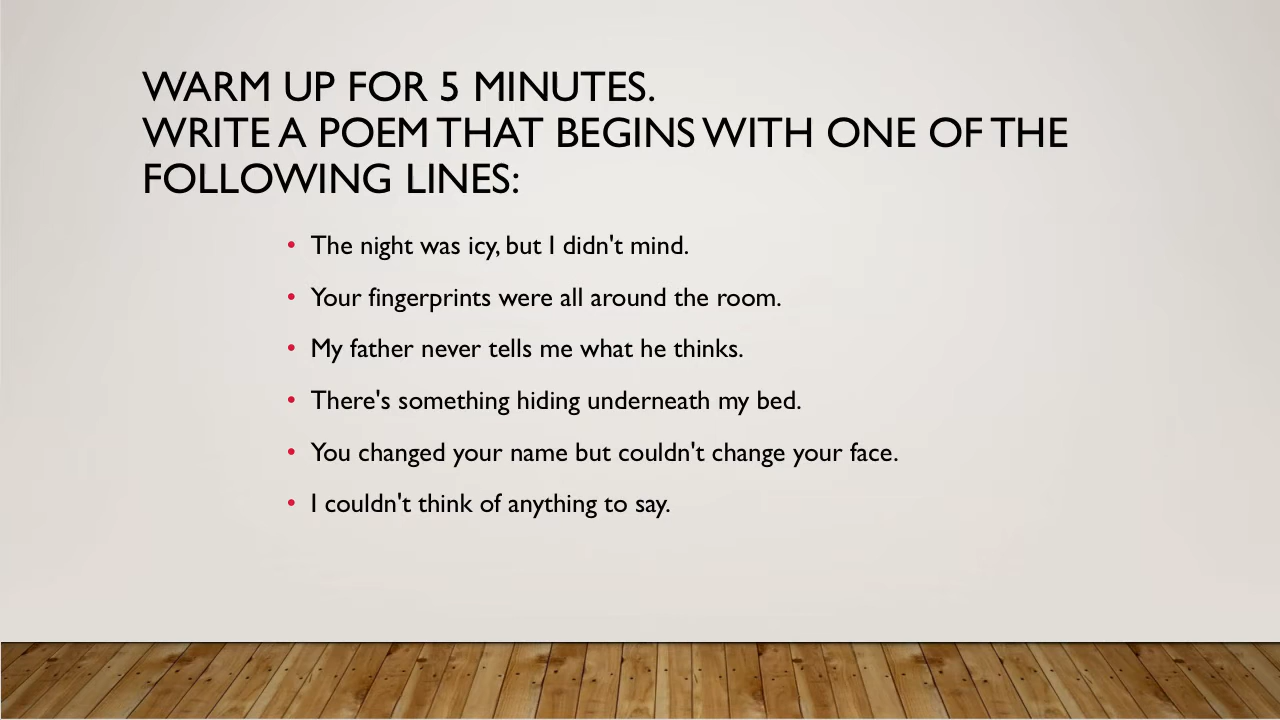 WARM UP FOR 5 MINUTES.
WRITE A POEM THAT BEGINS WITH ONE OF THE
FOLLOWING LINES:
• The night was icy, but I didn't mind.
• Your fingerprints were all around the room.
• My father never tells me what he thinks.
• There's something hiding underneath my bed.
• You changed your name but couldn't change your face.
• I couldn't think of anything to say.